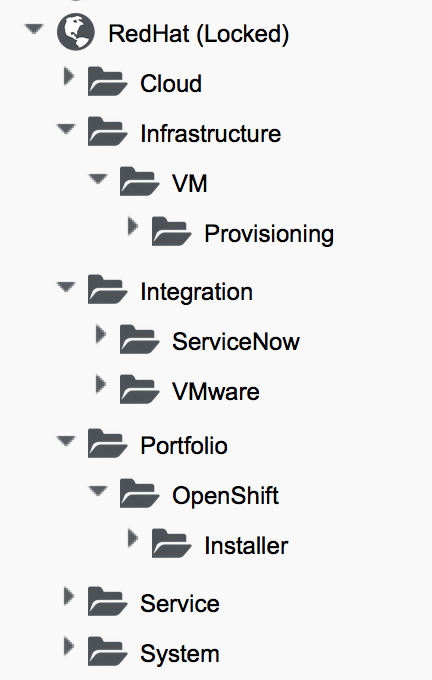 RedHat (Locked)
Cloud
Infrastructure
VM
Provisioning
Integration
ServiceNow
VMware
Portfolio
OpenShift
Installer
Service
System